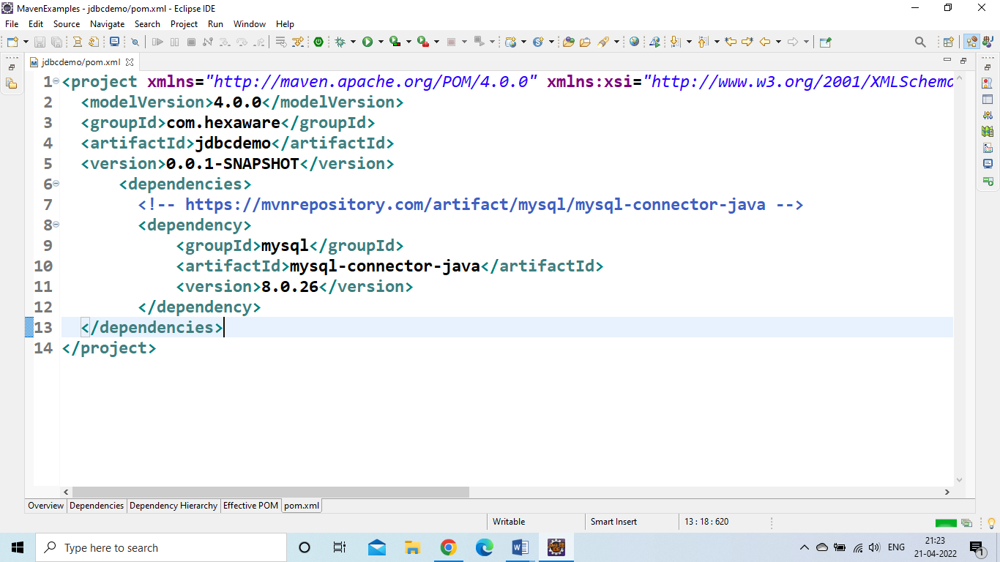 MavenExamples - jdbcdemo/pom.xml - Eclipse IDE
File Edit Source Navigate Search Project Run Window Help
jdbcdemo/pom.xml
1 <project xmlns="http://maven.apache.org/POM/4.0.0" xmlns:xsi="http://www.w3.org/2001/XMLSchema
2 <modelVersion>4.0.0</modelVersion>
3 <groupId>com.hexaware</groupId>
4 <artifactId>jdbcdemo</artifactId>
5 <version>0.0.1-SNAPSHOT</version>
6 <dependencies>
7 <!-- https://mvnrepository.com/artifact/mysql/mysql-connector-java -->
8 <dependency>
9 <groupId>mysql</groupId>
10 <artifactId>mysql-connector-java</artifactId>
11 <version>8.0.26</version>
12 </dependency>
13 </dependencies>
14 </project>
Overview Dependencies Dependency Hierarchy Effective POM pom.xml
Writable Smart Insert 13 : 18 : 620
Type here to search
ENG
21:23
21-04-2022
1